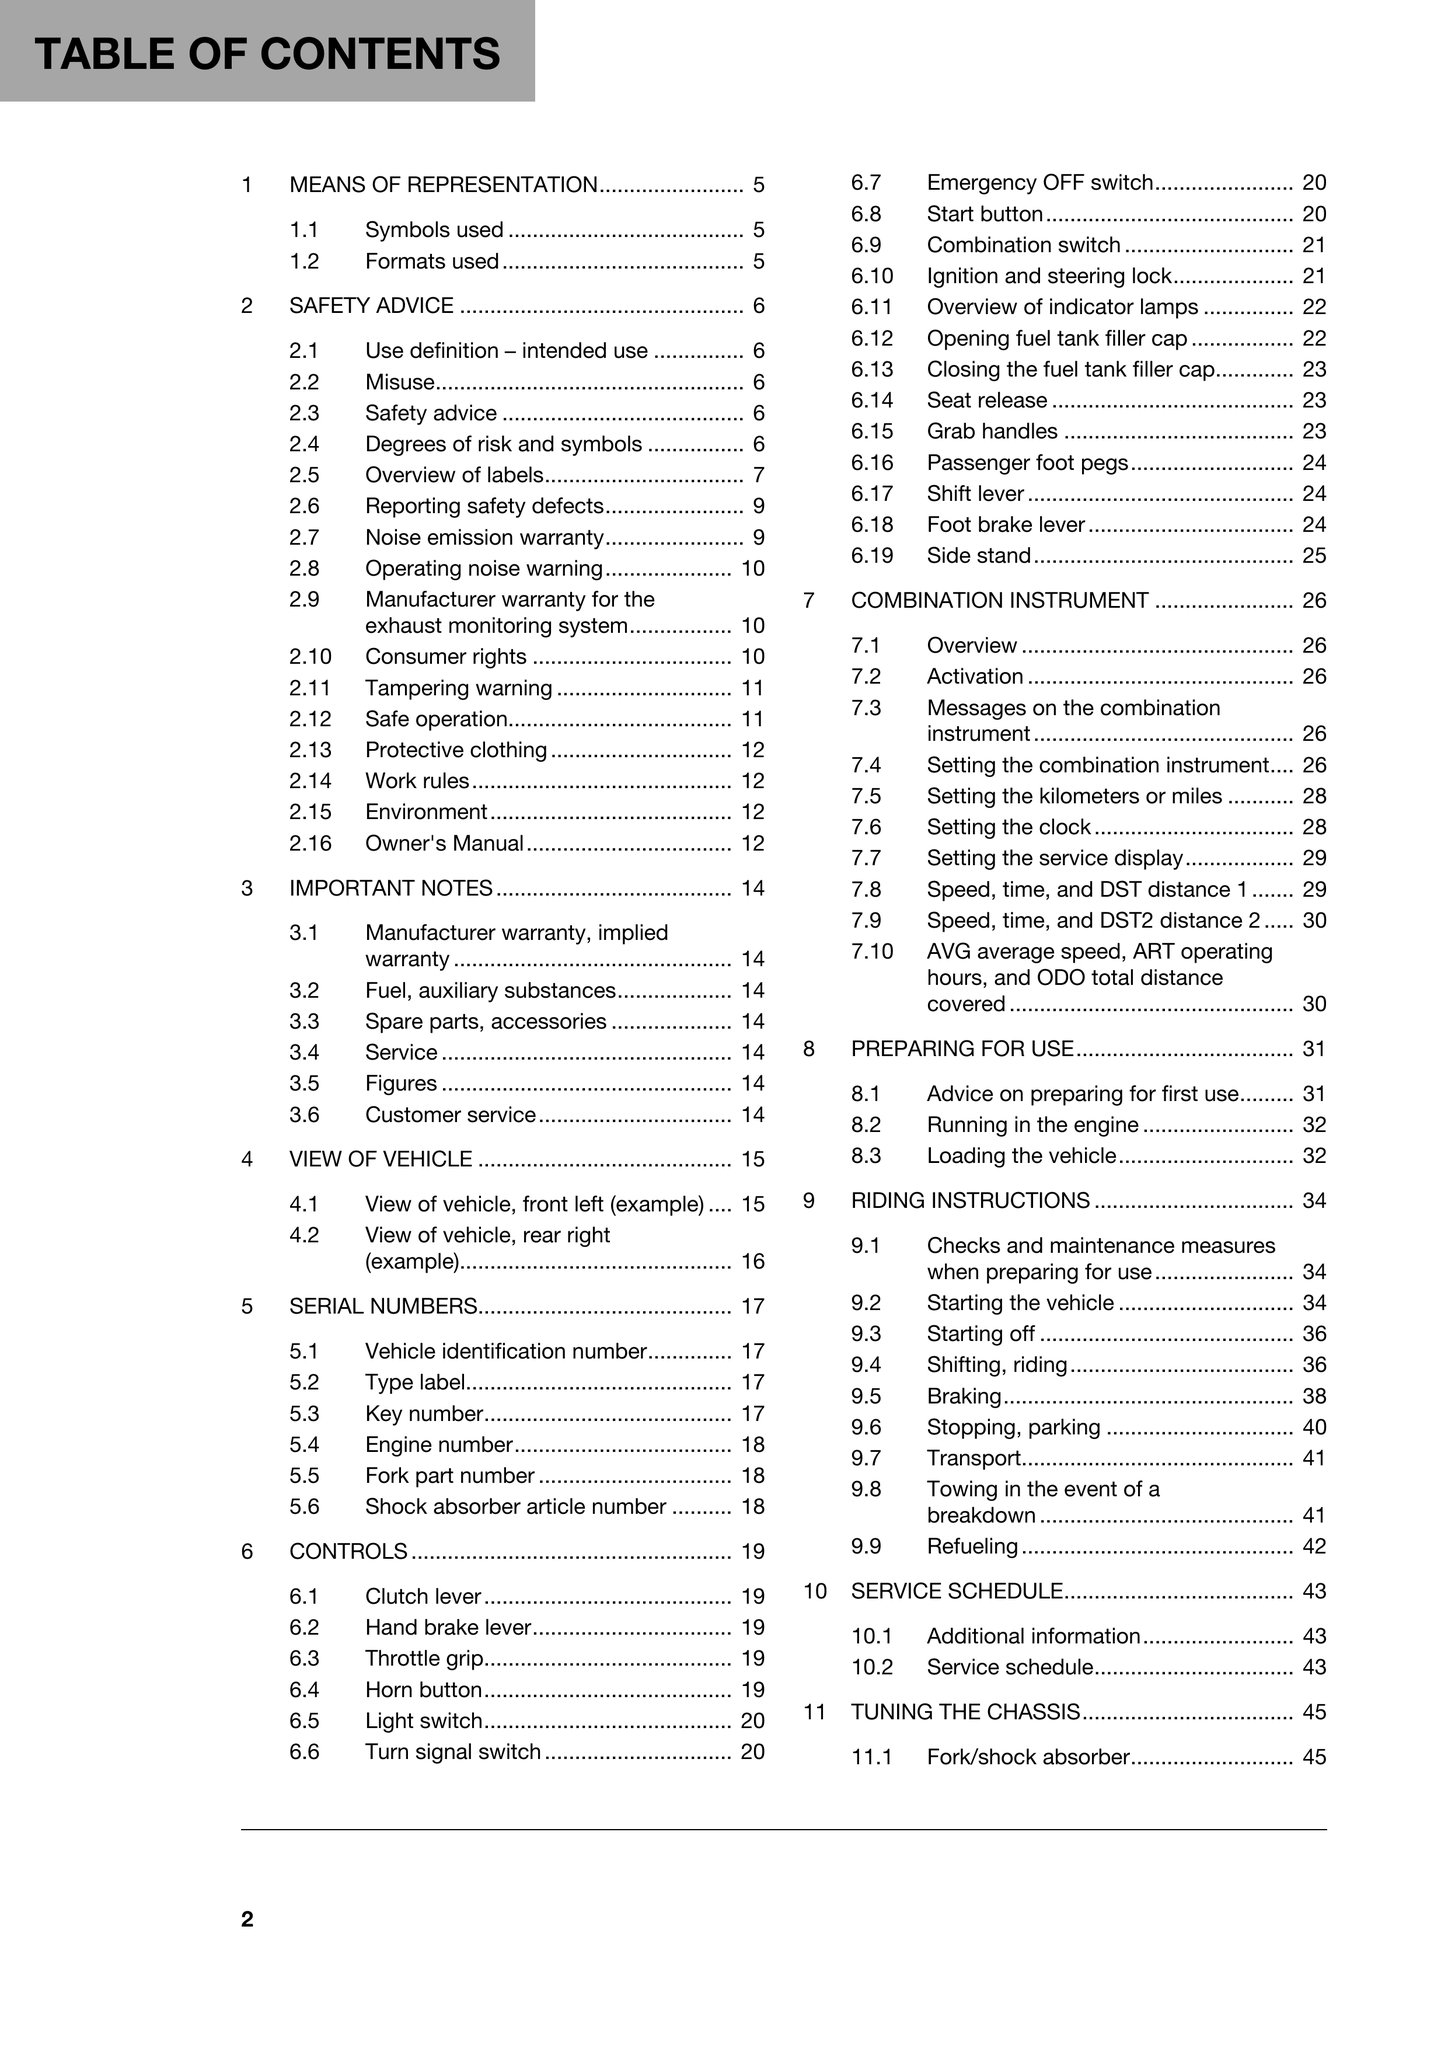 TABLE OF CONTENTS
1 MEANS OF REPRESENTATION........................ 5
1.1 Symbols used ....................................... 5
1.2 Formats used ........................................ 5
2 SAFETY ADVICE ............................................... 6
2.1 Use definition – intended use ............... 6
2.2 Misuse................................................... 6
2.3 Safety advice ........................................ 6
2.4 Degrees of risk and symbols ................ 6
2.5 Overview of labels................................. 7
2.6 Reporting safety defects....................... 9
2.7 Noise emission warranty....................... 9
2.8 Operating noise warning..................... 10
2.9 Manufacturer warranty for the
exhaust monitoring system................. 10
2.10 Consumer rights ................................. 10
2.11 Tampering warning ............................. 11
2.12 Safe operation..................................... 11
2.13 Protective clothing .............................. 12
2.14 Work rules........................................... 12
2.15 Environment........................................ 12
2.16 Owner's Manual.................................. 12
3 IMPORTANT NOTES....................................... 14
3.1 Manufacturer warranty, implied
warranty .............................................. 14
3.2 Fuel, auxiliary substances................... 14
3.3 Spare parts, accessories .................... 14
3.4 Service ................................................ 14
3.5 Figures ................................................ 14
3.6 Customer service................................ 14
4 VIEW OF VEHICLE .......................................... 15
4.1 View of vehicle, front left (example) .... 15
4.2 View of vehicle, rear right
(example)............................................. 16
5 SERIAL NUMBERS.......................................... 17
5.1 Vehicle identification number.............. 17
5.2 Type label............................................ 17
5.3 Key number......................................... 17
5.4 Engine number.................................... 18
5.5 Fork part number ................................ 18
5.6 Shock absorber article number .......... 18
6 CONTROLS ..................................................... 19
6.1 Clutch lever ......................................... 19
6.2 Hand brake lever................................. 19
6.3 Throttle grip......................................... 19
6.4 Horn button......................................... 19
6.5 Light switch......................................... 20
6.6 Turn signal switch ............................... 20
6.7 Emergency OFF switch....................... 20
6.8 Start button......................................... 20
6.9 Combination switch ............................ 21
6.10 Ignition and steering lock.................... 21
6.11 Overview of indicator lamps ............... 22
6.12 Opening fuel tank filler cap ................. 22
6.13 Closing the fuel tank filler cap............. 23
6.14 Seat release ........................................ 23
6.15 Grab handles ...................................... 23
6.16 Passenger foot pegs........................... 24
6.17 Shift lever ............................................ 24
6.18 Foot brake lever .................................. 24
6.19 Side stand........................................... 25
7 COMBINATION INSTRUMENT ....................... 26
7.1 Overview ............................................. 26
7.2 Activation ............................................ 26
7.3 Messages on the combination
instrument ........................................... 26
7.4 Setting the combination instrument.... 26
7.5 Setting the kilometers or miles ........... 28
7.6 Setting the clock ................................. 28
7.7 Setting the service display.................. 29
7.8 Speed, time, and DST distance 1 ....... 29
7.9 Speed, time, and DST2 distance 2 ..... 30
7.10 AVG average speed, ART operating
hours, and ODO total distance
covered ............................................... 30
8 PREPARING FOR USE.................................... 31
8.1 Advice on preparing for first use......... 31
8.2 Running in the engine ......................... 32
8.3 Loading the vehicle............................. 32
9 RIDING INSTRUCTIONS ................................. 34
9.1 Checks and maintenance measures
when preparing for use....................... 34
9.2 Starting the vehicle ............................. 34
9.3 Starting off .......................................... 36
9.4 Shifting, riding..................................... 36
9.5 Braking................................................ 38
9.6 Stopping, parking ............................... 40
9.7 Transport............................................. 41
9.8 Towing in the event of a
breakdown .......................................... 41
9.9 Refueling ............................................. 42
10 SERVICE SCHEDULE...................................... 43
10.1 Additional information......................... 43
10.2 Service schedule................................. 43
11 TUNING THE CHASSIS................................... 45
11.1 Fork/shock absorber........................... 45
2